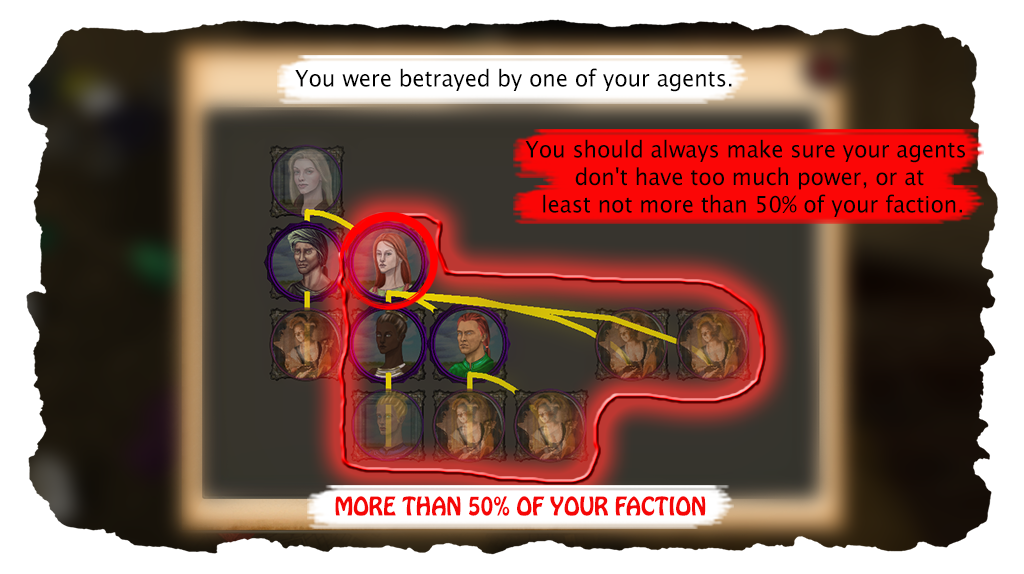 You were betrayed by one of your agents.
You should always make sure your agents
don't have too much power, or at
least not more than 50% of your faction.
MORE THAN 50% OF YOUR FACTION